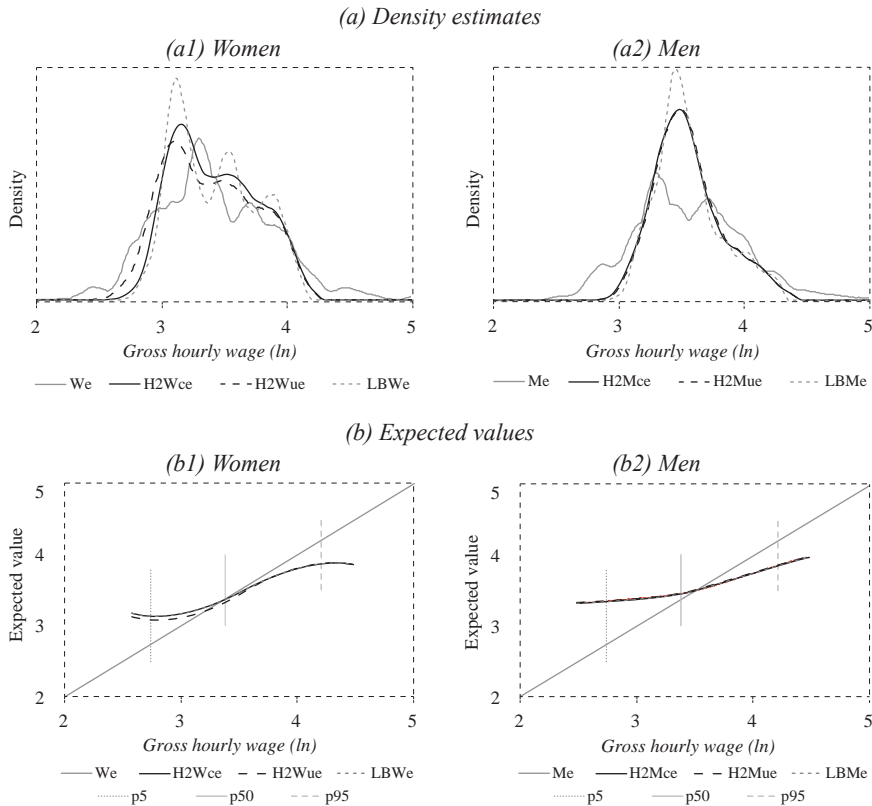 (a) Density estimates
(a1) Women
(a2) Men
Density
2 3 4 5
Gross hourly wage (ln)
We H2Wce H2Wue LBWe
Density
2 3 4 5
Gross hourly wage (ln)
Me H2Mce H2Mue LBMe
(b) Expected values
(b1) Women
(b2) Men
Expected value
5
4
3
2
2 3 4 5
Gross hourly wage (ln)
We H2Wce H2Wue LBWe
p5 p50 p95
Expected value
5
4
3
2
2 3 4 5
Gross hourly wage (ln)
Me H2Mce H2Mue LBMe
p5 p50 p95